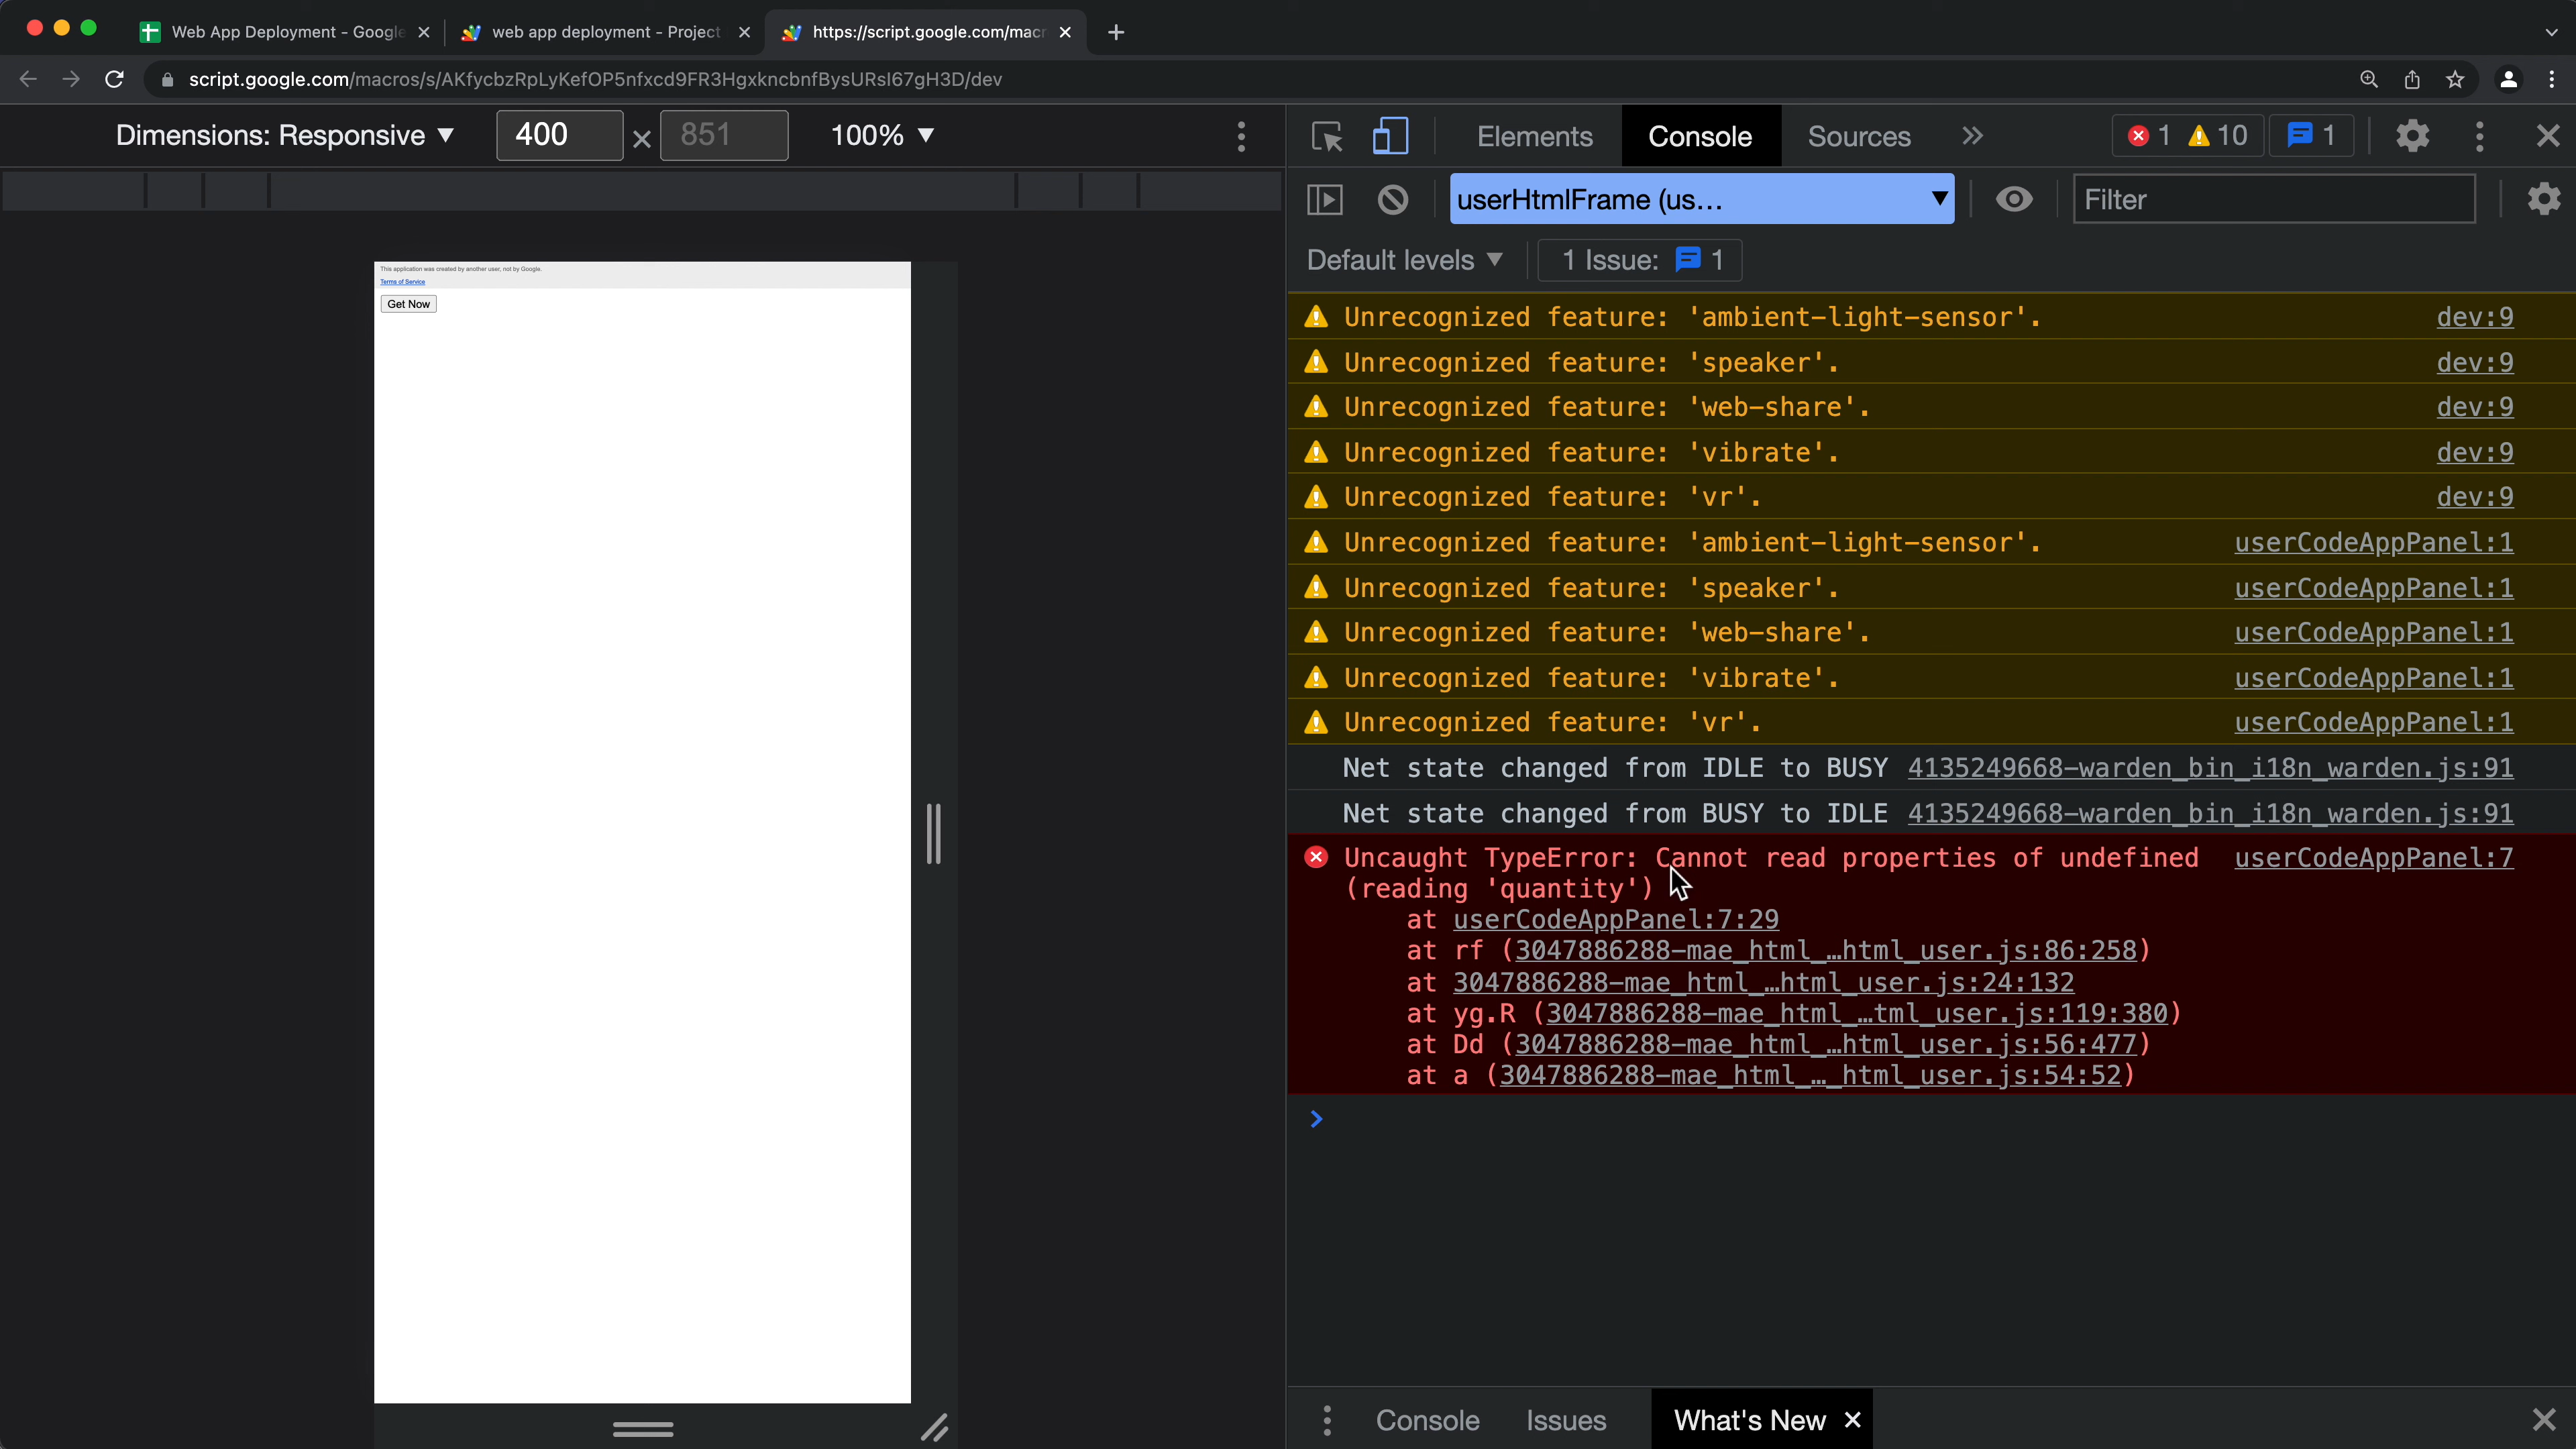 Web App Deployment - Google
web app deployment - Project
https://script.google.com/macr
script.google.com/macros/s/AKfycbzRpLyKefOP5nfxcd9FR3HgxkncbnfBysURsI67gH3D/dev
Dimensions: Responsive
400
851
100%
Elements
Console
Sources
1
10
1
userHtmlFrame (us...
Filter
Default levels
1 Issue:
1
This application was created by another user, not by Google.
Terms of Service
Get Now
Unrecognized feature: 'ambient-light-sensor'. dev:9
Unrecognized feature: 'speaker'. dev:9
Unrecognized feature: 'web-share'. dev:9
Unrecognized feature: 'vibrate'. dev:9
Unrecognized feature: 'vr'. dev:9
Unrecognized feature: 'ambient-light-sensor'. userCodeAppPanel:1
Unrecognized feature: 'speaker'. userCodeAppPanel:1
Unrecognized feature: 'web-share'. userCodeAppPanel:1
Unrecognized feature: 'vibrate'. userCodeAppPanel:1
Unrecognized feature: 'vr'. userCodeAppPanel:1
Net state changed from IDLE to BUSY 4135249668-warden_bin_i18n_warden.js:91
Net state changed from BUSY to IDLE 4135249668-warden_bin_i18n_warden.js:91
Uncaught TypeError: Cannot read properties of undefined userCodeAppPanel:7
(reading 'quantity')
at userCodeAppPanel:7:29
at rf (3047886288-mae_html_…html_user.js:86:258)
at 3047886288-mae_html_…html_user.js:24:132
at yg.R (3047886288-mae_html_…tml_user.js:119:380)
at Dd (3047886288-mae_html_…html_user.js:56:477)
at a (3047886288-mae_html_…_html_user.js:54:52)
Console
Issues
What's New